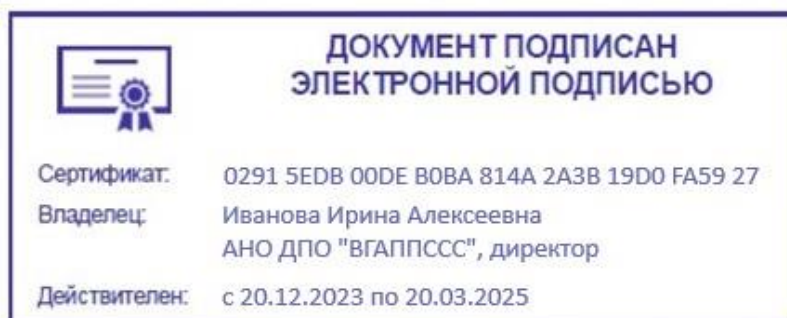 ДОКУМЕНТ ПОДПИСАН
ЭЛЕКТРОННОЙ ПОДПИСЬЮ
Сертификат: 0291 5EDB 00DE B0BA 814A 2A3B 19D0 FA59 27
Владелец: Иванова Ирина Алексеевна
АНО ДПО "ВГАППССС", директор
Действителен: с 20.12.2023 по 20.03.2025